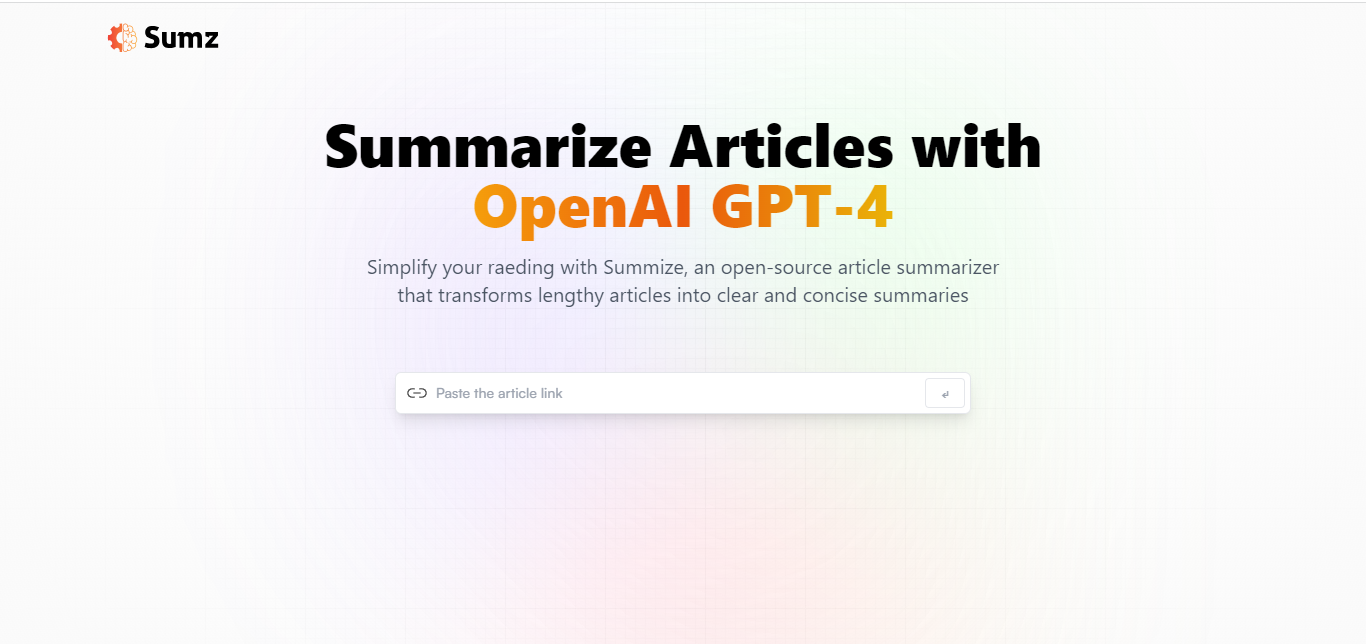 Sumz
Summarize Articles with
OpenAI GPT-4
Simplify your raeding with Summize, an open-source article summarizer
that transforms lengthy articles into clear and concise summaries
Paste the article link
↵